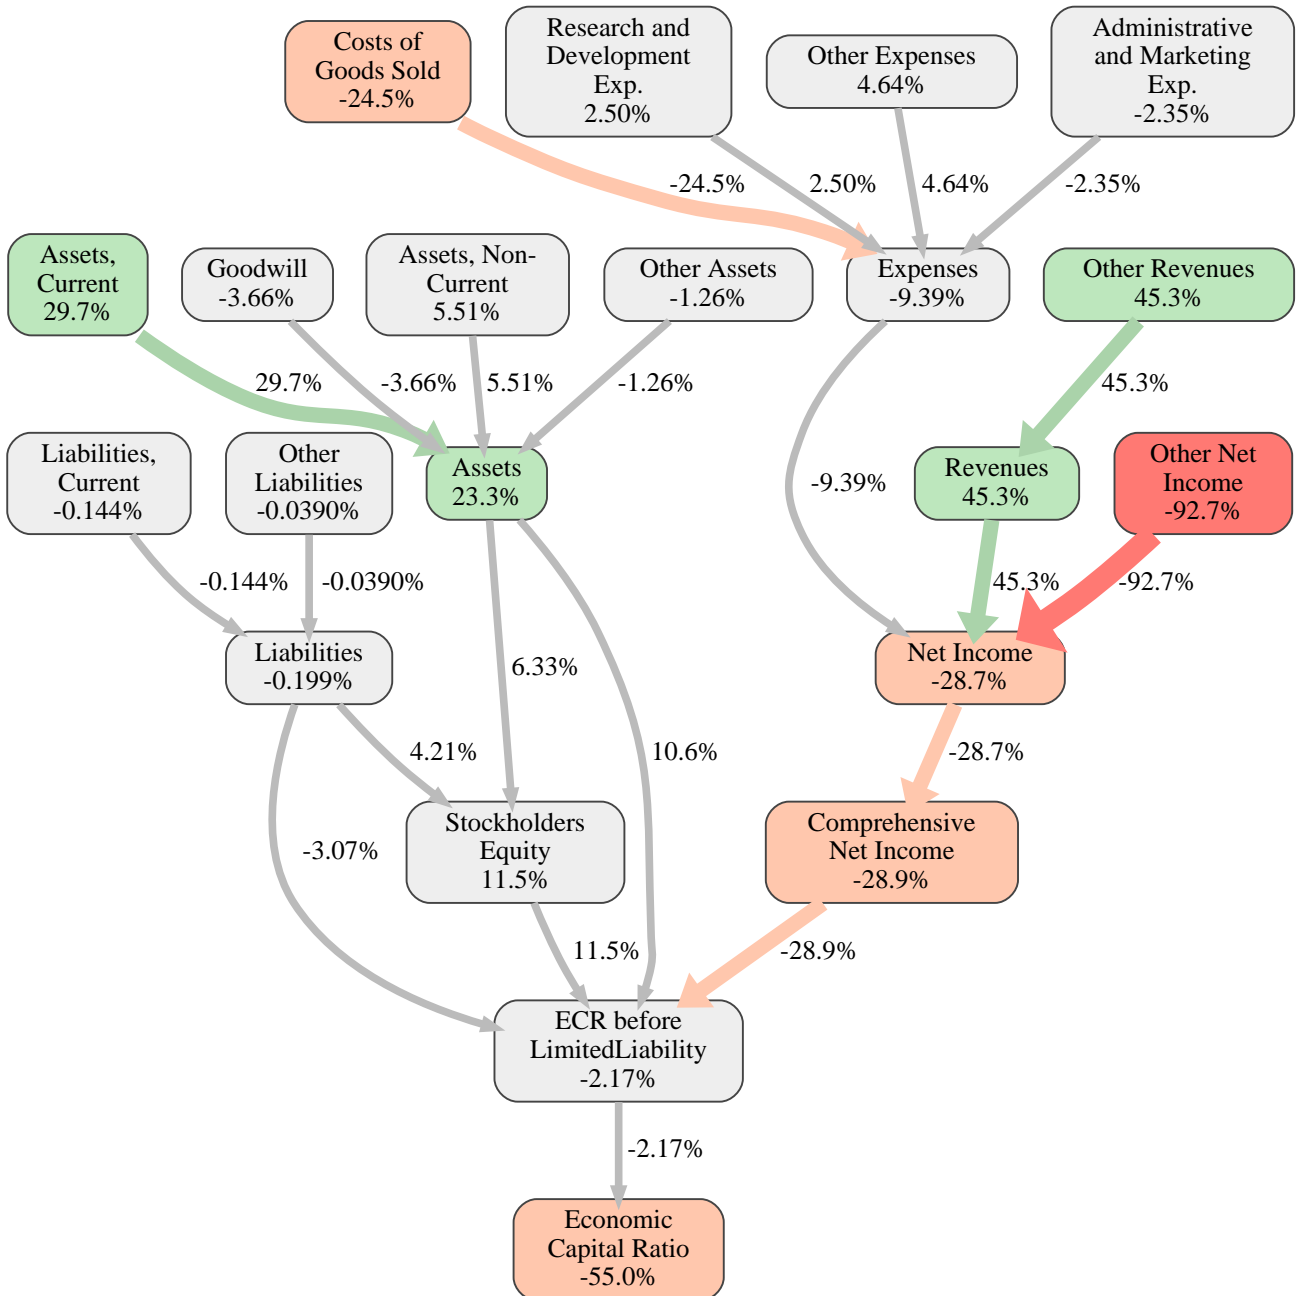 Costs of
Goods Sold
-24.5%
Research and
Development
Exp.
2.50%
Other Expenses
4.64%
Administrative
and Marketing
Exp.
-2.35%
-24.5%
2.50%
4.64%
-2.35%
Assets,
Current
29.7%
Goodwill
-3.66%
Assets, Non-
Current
5.51%
Other Assets
-1.26%
Expenses
-9.39%
Other Revenues
45.3%
29.7%
-3.66%
5.51%
-1.26%
45.3%
Liabilities,
Current
-0.144%
Other
Liabilities
-0.0390%
Assets
23.3%
-9.39%
Revenues
45.3%
Other Net
Income
-92.7%
-0.144%
-0.0390%
45.3%
-92.7%
Liabilities
-0.199%
6.33%
Net Income
-28.7%
4.21%
10.6%
-28.7%
-3.07%
Stockholders
Equity
11.5%
Comprehensive
Net Income
-28.9%
11.5%
-28.9%
ECR before
LimitedLiability
-2.17%
-2.17%
Economic
Capital Ratio
-55.0%